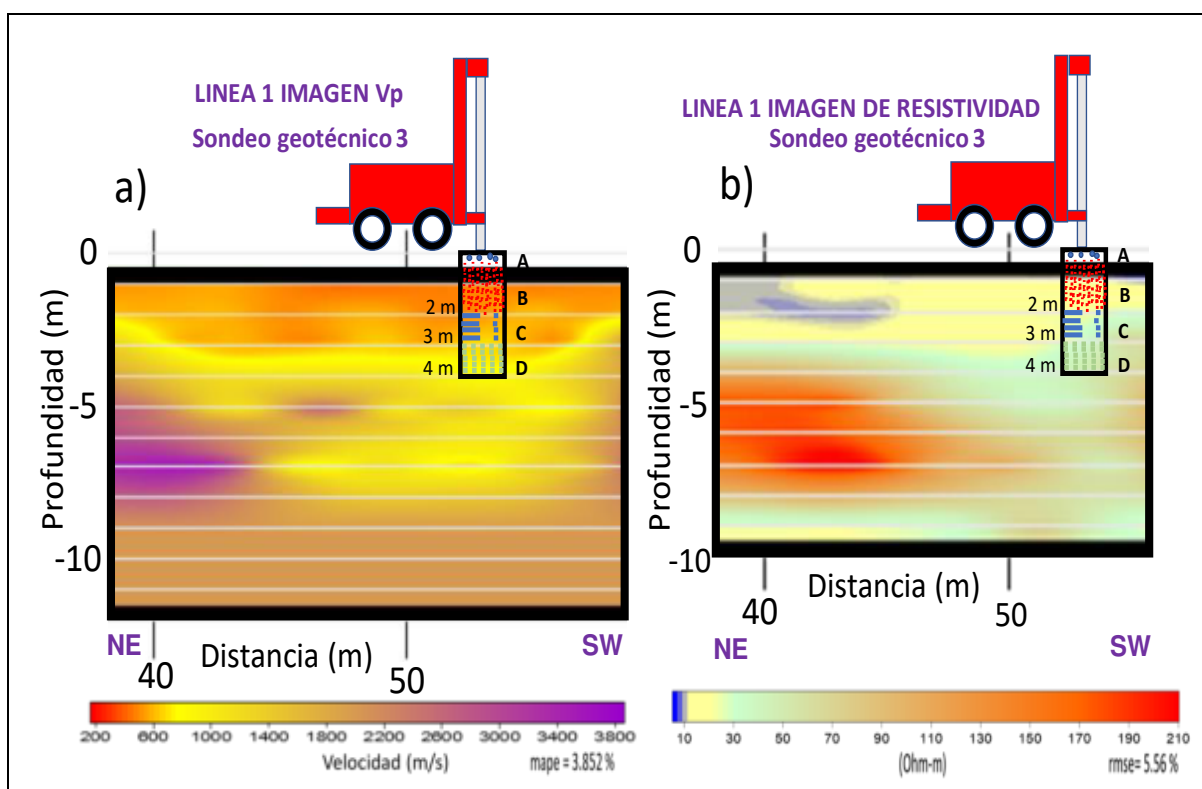 LINEA 1 IMAGEN Vp
Sondeo geotécnico 3
a)
0
-5
-10
Profundidad (m)
2 m
3 m
4 m
A
B
C
D
NE
40
Distancia (m)
50
SW
200 600 1000 1400 1800 2200 2600 3000 3400 3800
Velocidad (m/s)
mape = 3.852 %
LINEA 1 IMAGEN DE RESISTIVIDAD
Sondeo geotécnico 3
b)
0
-5
-10
Profundidad (m)
2 m
3 m
4 m
A
B
C
D
40
Distancia (m)
50
NE
SW
10 30 50 70 90 110 130 150 170 190 210
(Ohm-m)
rmse= 5.56 %